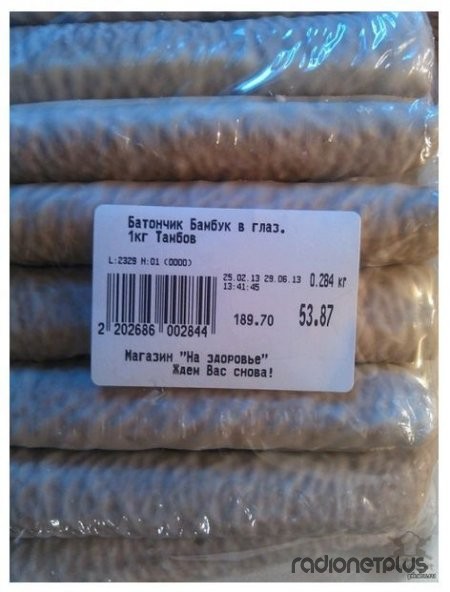 Батончик Бамбук в глаз.
1кг Тамбов
L:2329 N:01 (0000)
25.02.13 29.06.13 0.284 кг
13:41:45
2 202686 002844
189.70 53.87
Магазин "На здоровье"
Ждем Вас снова!
radionetplus